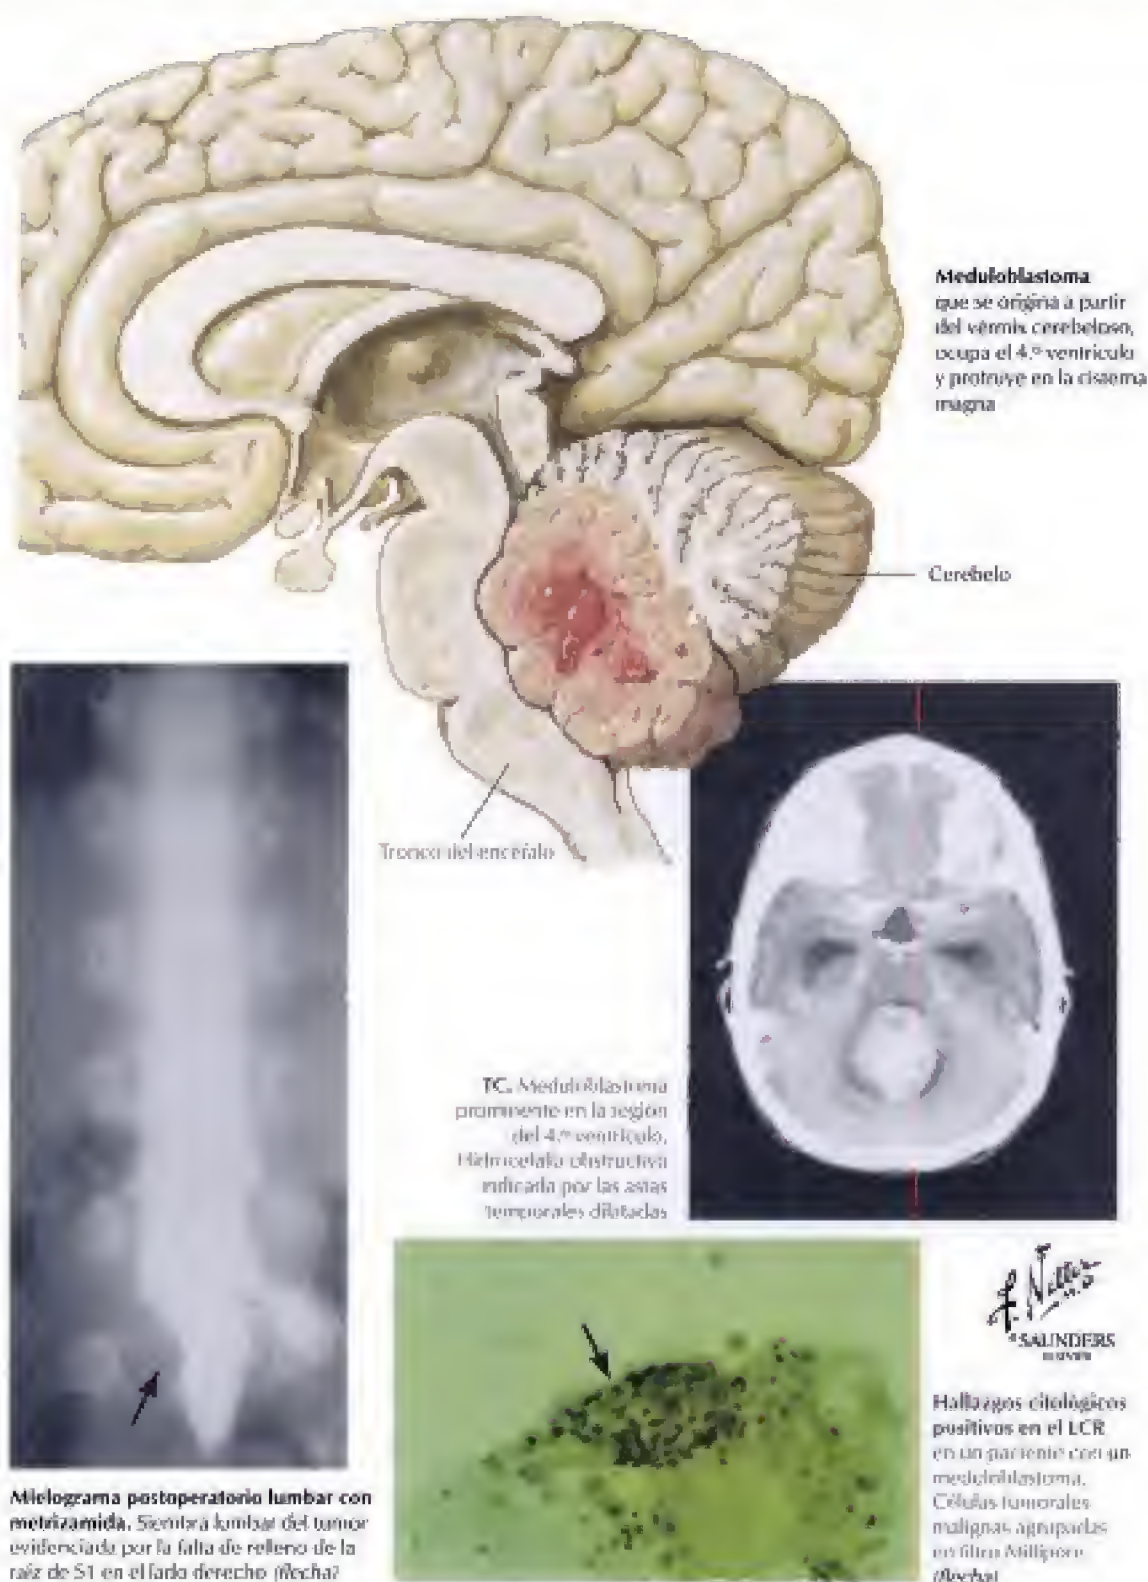 Meduloblastoma
que se origina a partir
del vermis cerebeloso,
ocupa el 4.º ventrículo
y protruye en la cisterna
magna
Cerebelo
Tronco del encéfalo
TC. Meduloblastoma
prominente en la región
del 4.º ventrículo.
Hidrocefalia obstructiva
indicada por las astas
temporales dilatadas
F. Netter
M.D.
SAUNDERS
ELSEVIER
Hallazgos citológicos
positivos en el LCR
en un paciente con un
meduloblastoma.
Células tumorales
malignas agrupadas
en filtro Millipore
(flecha)
Mielograma postoperatorio lumbar con
metrizamida. Siembra lumbar del tumor
evidenciada por la falta de relleno de la
raíz de S1 en el lado derecho (flecha)